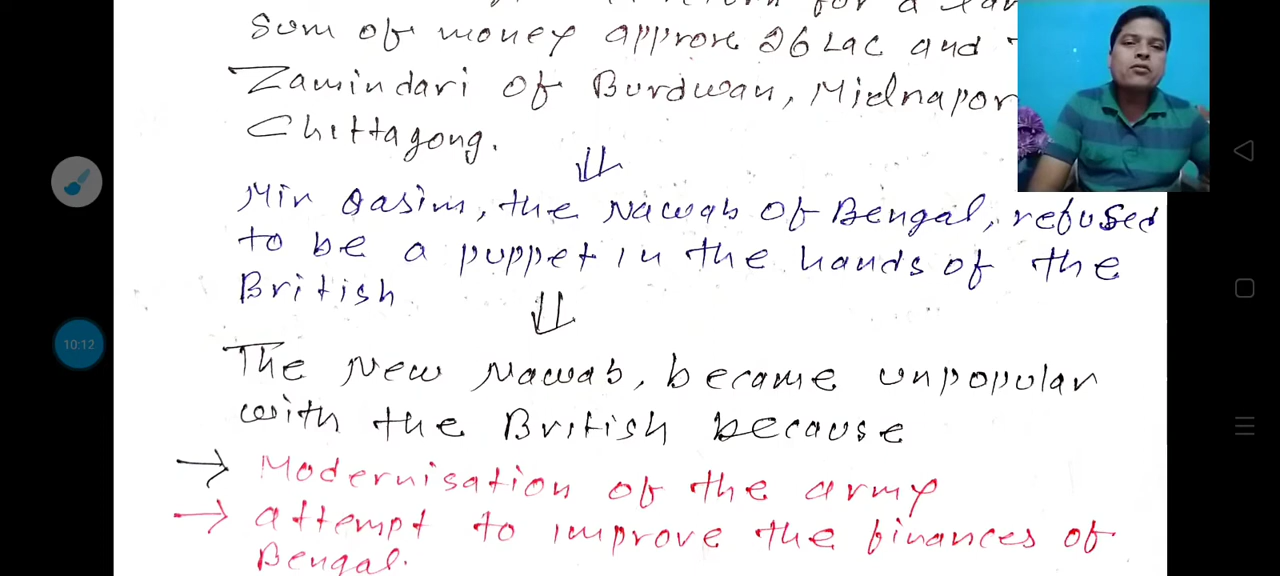 for a
Sum of money approx 26 Lac and
Zamindari of Burdwan, Midnapor
Chittagong.
Mir Qasim, the Nawab of Bengal, refused
to be a puppet in the hands of the
British
10:12
The New Nawab, became unpopular
with the British because
→ Modernisation of the army
→ attempt to improve the finances of
Bengal.